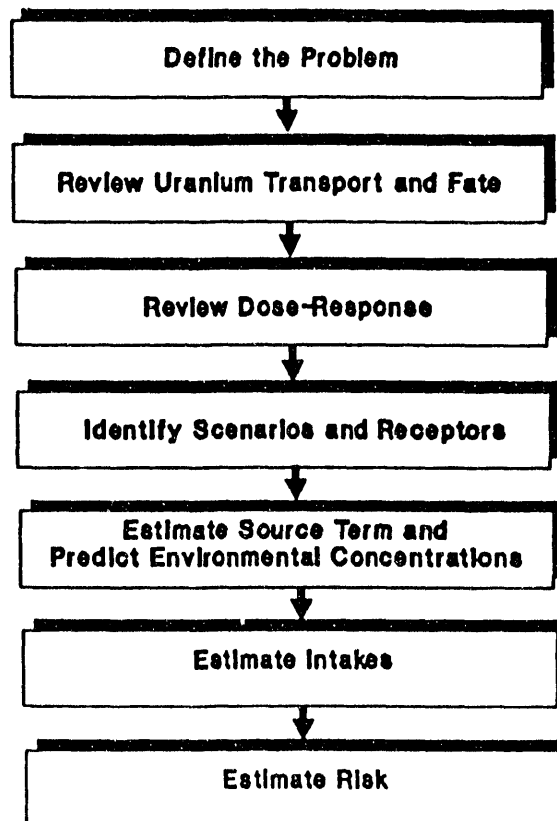 Define the Problem
Review Uranium Transport and Fate
Review Dose-Response
Identify Scenarios and Receptors
Estimate Source Term and
Predict Environmental Concentrations
Estimate Intakes
Estimate Risk